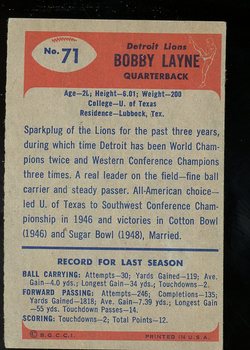 No. 71
Detroit Lions
BOBBY LAYNE
QUARTERBACK
Age—2L; Height—6.01; Weight—200
College—U. of Texas
Residence—Lubbock, Tex.
Sparkplug of the Lions for the past three years,
during which time Detroit has been World Cham-
pions twice and Western Conference Champions
three times. A real leader on the field—fine ball
carrier and steady passer. All-American choice—
led U. of Texas to Southwest Conference Cham-
pionship in 1946 and victories in Cotton Bowl
(1946) and Sugar Bowl (1948), Married.
RECORD FOR LAST SEASON
BALL CARRYING: Attempts—30; Yards Gained—119; Ave.
Gain—4.0 yds.; Longest Gain—34 yds.; Touchdowns—2.
FORWARD PASSING: Attempts—246; Completions—135;
Yards Gained—1818; Ave. Gain—7.39 yds.; Longest Gain—
55 yds. Touchdown Passes—14.
SCORING: Touchdowns—2; Total Points—12.
© B.G.C.C.I.
PRINTED IN U.S.A.